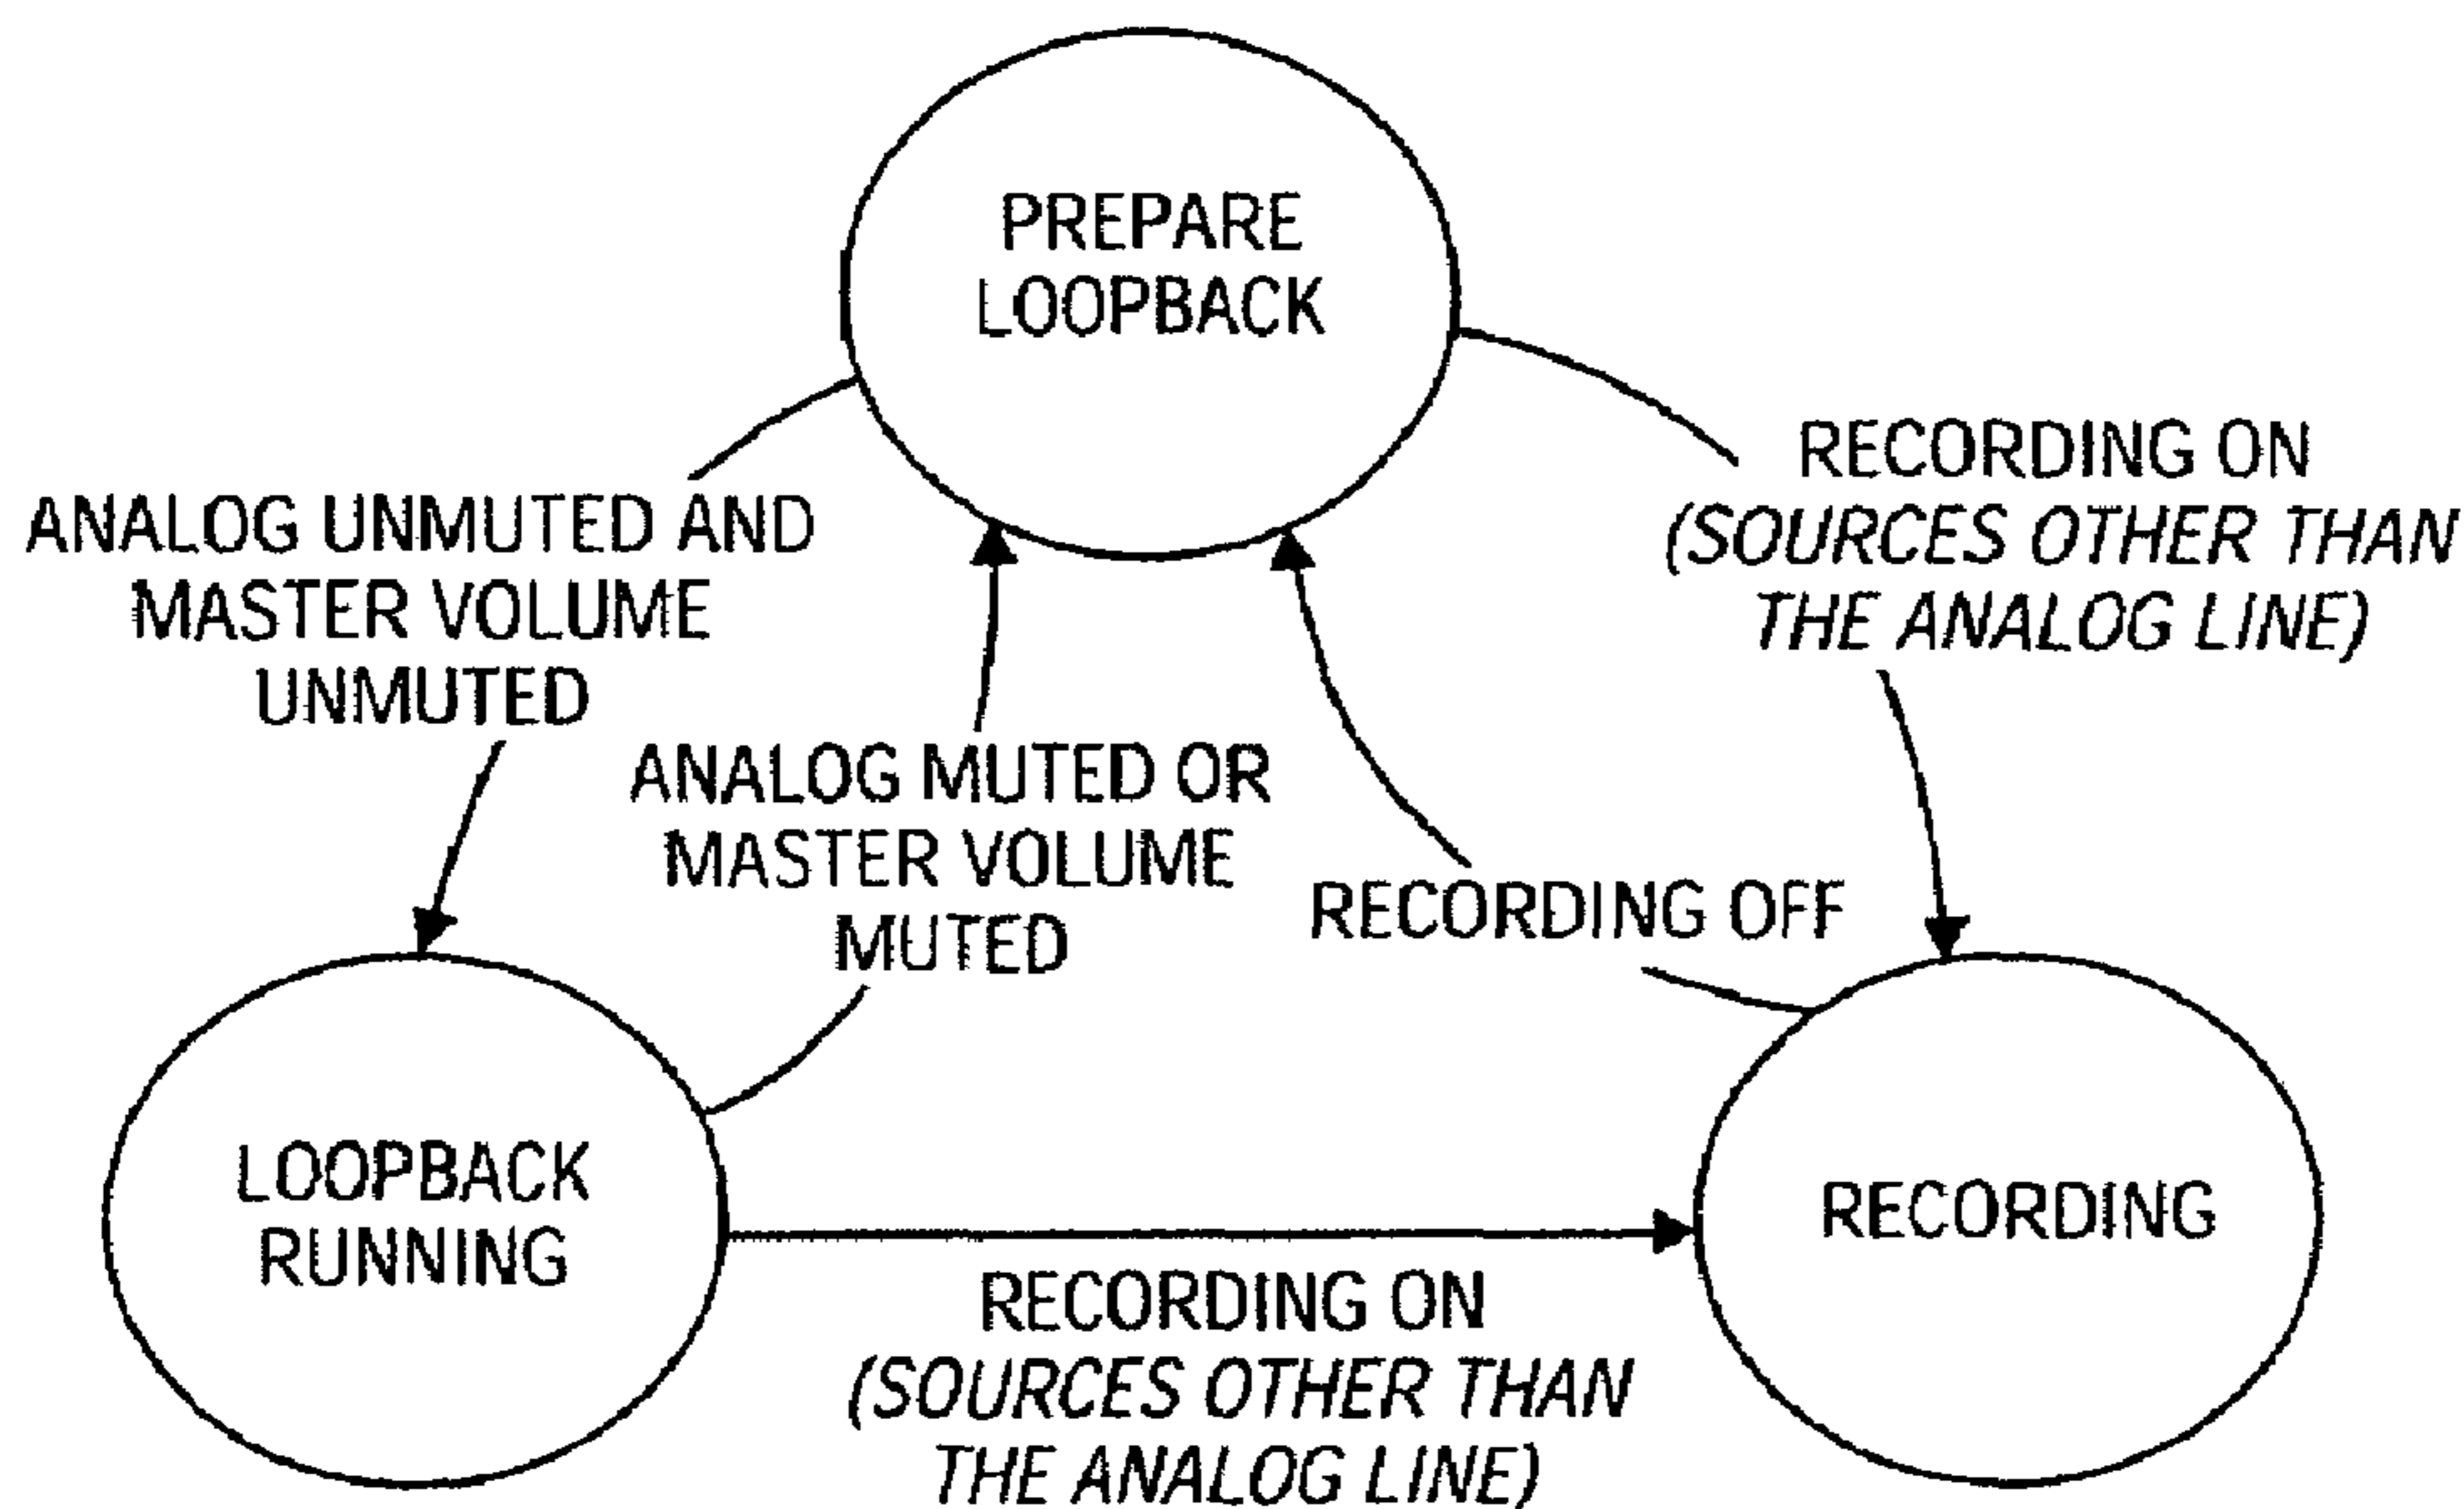 PREPARE
LOOPBACK
RECORDING ON
(SOURCES OTHER THAN
THE ANALOG LINE)
ANALOG UNMUTED AND
MASTER VOLUME
UNMUTED
ANALOG MUTED OR
MASTER VOLUME
MUTED
RECORDING OFF
LOOPBACK
RUNNING
RECORDING
RECORDING ON
(SOURCES OTHER THAN
THE ANALOG LINE)